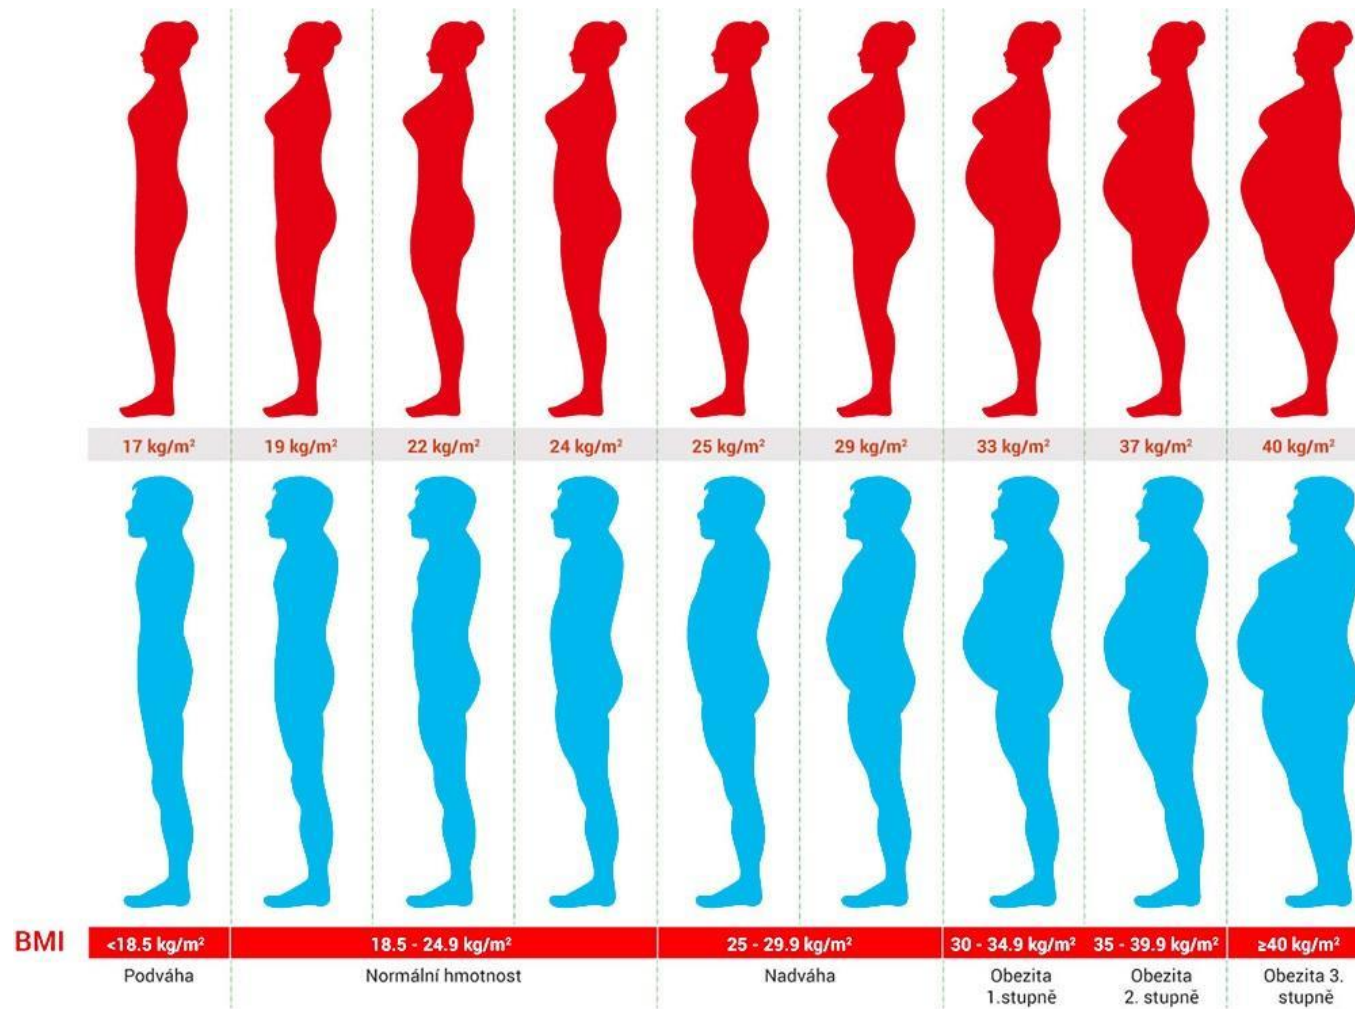 17 kg/m² 19 kg/m² 22 kg/m² 24 kg/m² 25 kg/m² 29 kg/m² 33 kg/m² 37 kg/m² 40 kg/m²
BMI <18.5 kg/m² 18.5 - 24.9 kg/m² 25 - 29.9 kg/m² 30 - 34.9 kg/m² 35 - 39.9 kg/m² ≥40 kg/m²
Podváha Normální hmotnost Nadváha Obezita Obezita Obezita 3.
1.stupně 2. stupně stupně